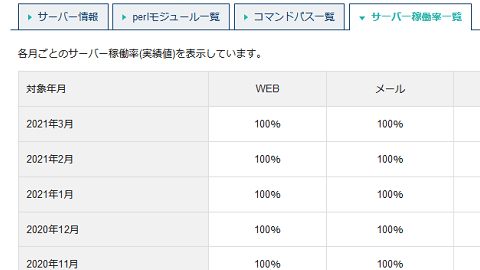 サーバー情報 perlモジュール一覧 コマンドパス一覧 サーバー稼働率一覧
各月ごとのサーバー稼働率(実績値)を表示しています。
対象年月 WEB メール
2021年3月 100% 100%
2021年2月 100% 100%
2021年1月 100% 100%
2020年12月 100% 100%
2020年11月 100% 100%